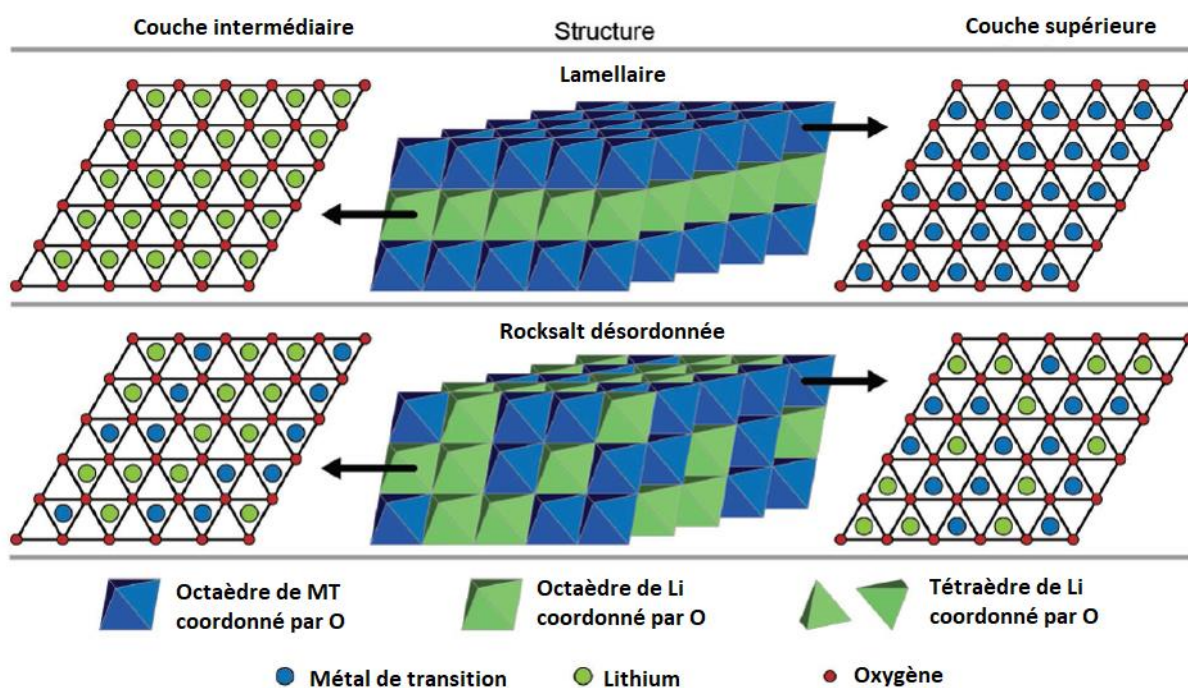 Couche intermédiaire
Structure
Couche supérieure
Lamellaire
Rocksalt désordonnée
Octaèdre de MT
coordonné par O
Octaèdre de Li
coordonné par O
Tétraèdre de Li
coordonné par O
Métal de transition
Lithium
Oxygène